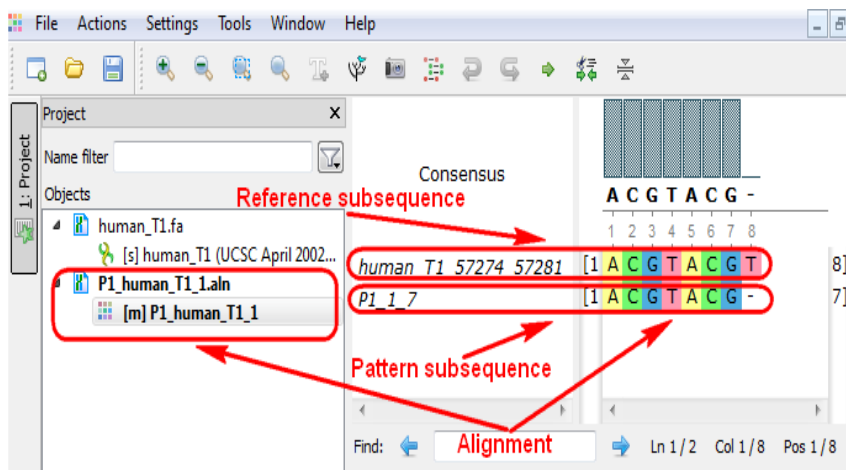 File Actions Settings Tools Window Help
1: Project
Project x
Name filter
Objects
human_T1.fa
[s] human_T1 (UCSC April 2002...
P1_human_T1_1.aln
[m] P1_human_T1_1
Consensus
Reference subsequence
A C G T A C G -
1 2 3 4 5 6 7 8
human_T1_57274_57281 [1 A C G T A C G T 8]
P1_1_7 [1 A C G T A C G - 7]
Pattern subsequence
Find: Alignment Ln 1 / 2 Col 1 / 8 Pos 1 / 8